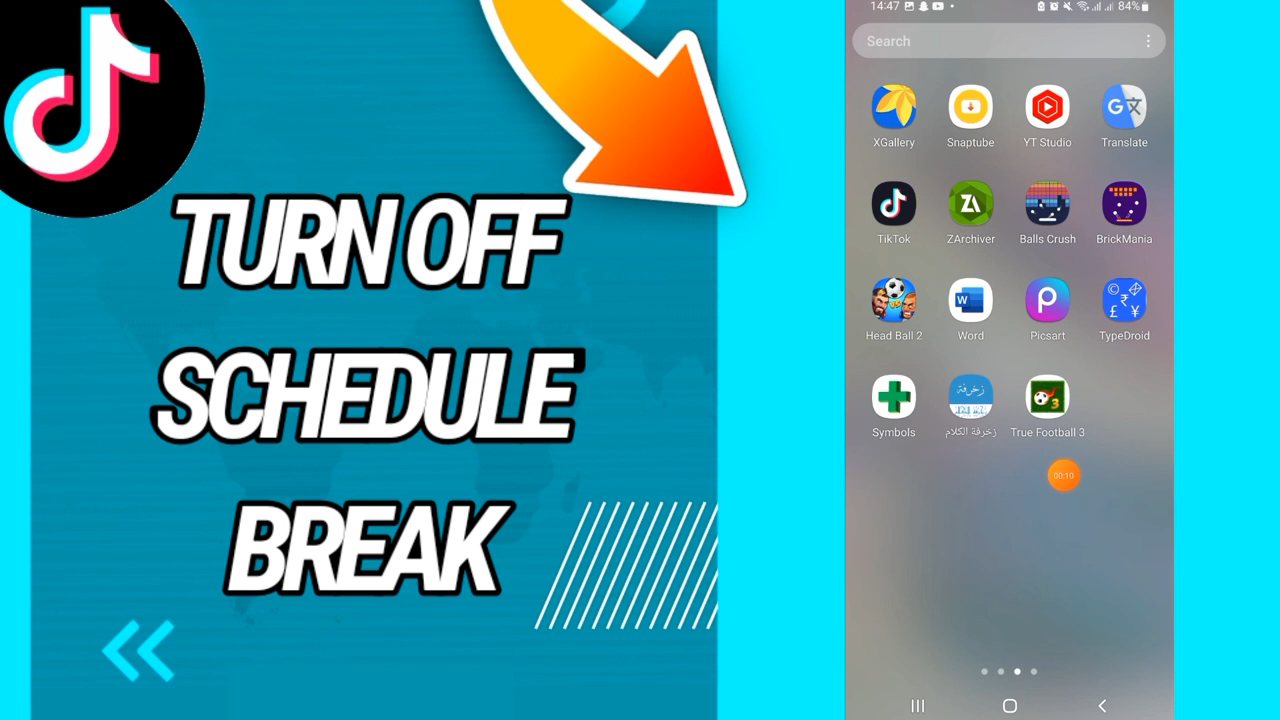 TURN OFF
SCHEDULE
BREAK
14:47 84%
Search
XGallery Snaptube YT Studio Translate
TikTok ZArchiver Balls Crush BrickMania
Head Ball 2 Word Picsart TypeDroid
Symbols زخرفة الكلام True Football 3
00:10